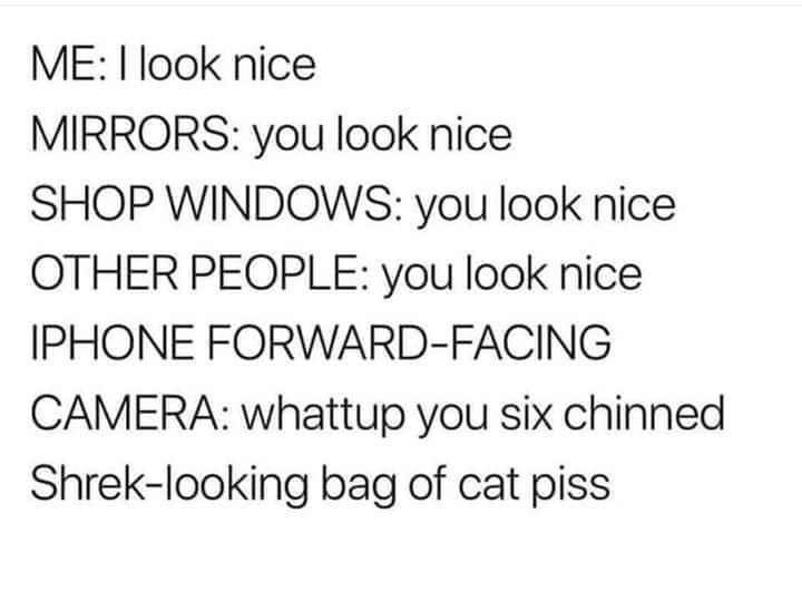 ME: I look nice
MIRRORS: you look nice
SHOP WINDOWS: you look nice
OTHER PEOPLE: you look nice
IPHONE FORWARD-FACING
CAMERA: whattup you six chinned
Shrek-looking bag of cat piss